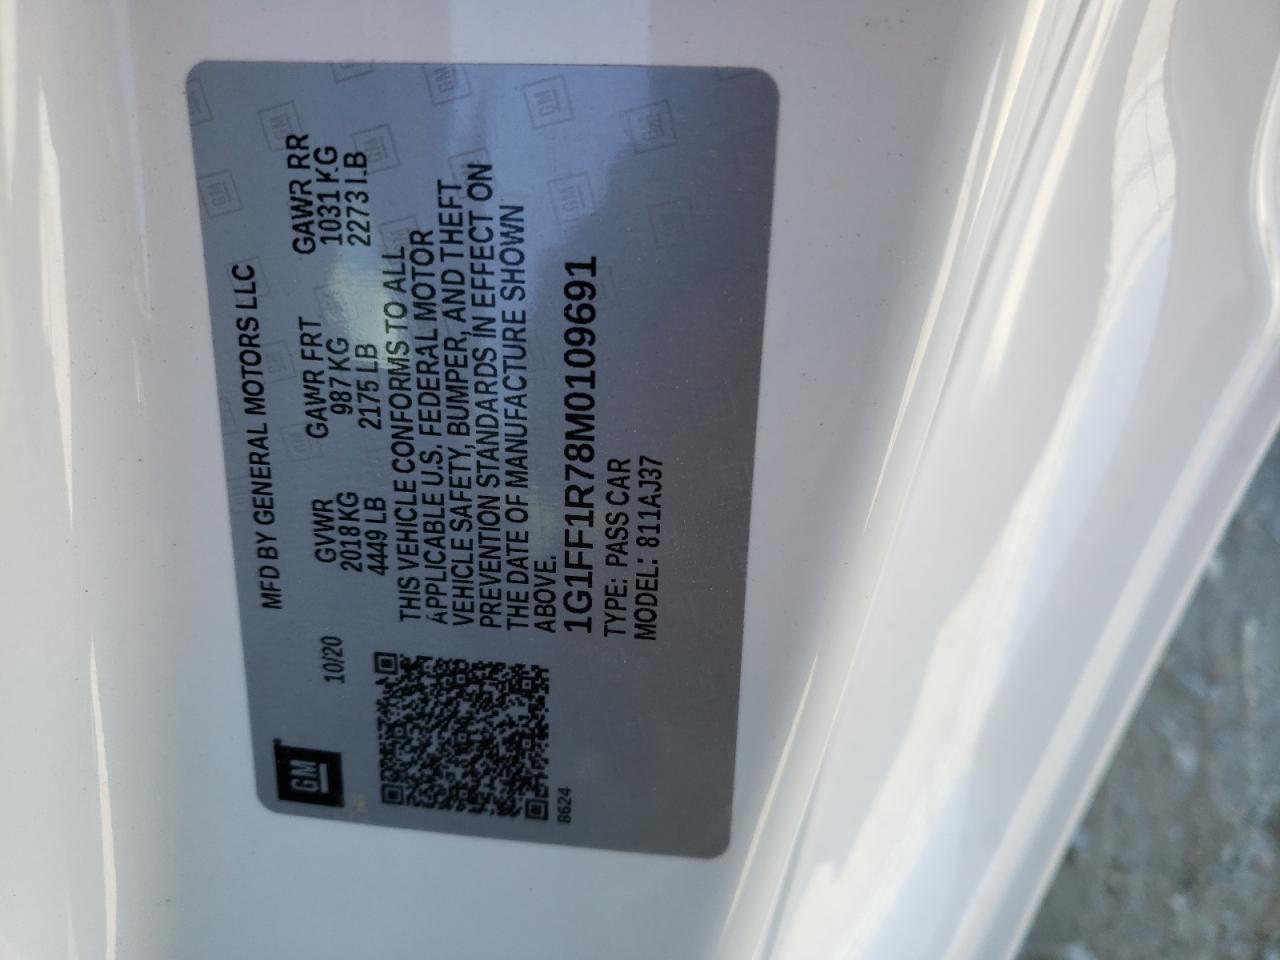 GM
MFD BY GENERAL MOTORS LLC
10/20
GVWR GAWR FRT GAWR RR
2018 KG 987 KG 1031 KG
4449 LB 2175 LB 2273 LB
THIS VEHICLE CONFORMS TO ALL
APPLICABLE U.S. FEDERAL MOTOR
VEHICLE SAFETY, BUMPER, AND THEFT
PREVENTION STANDARDS IN EFFECT ON
THE DATE OF MANUFACTURE SHOWN
ABOVE.
1G1FF1R78M0109691
TYPE: PASS CAR
MODEL: 811AJ37
8624